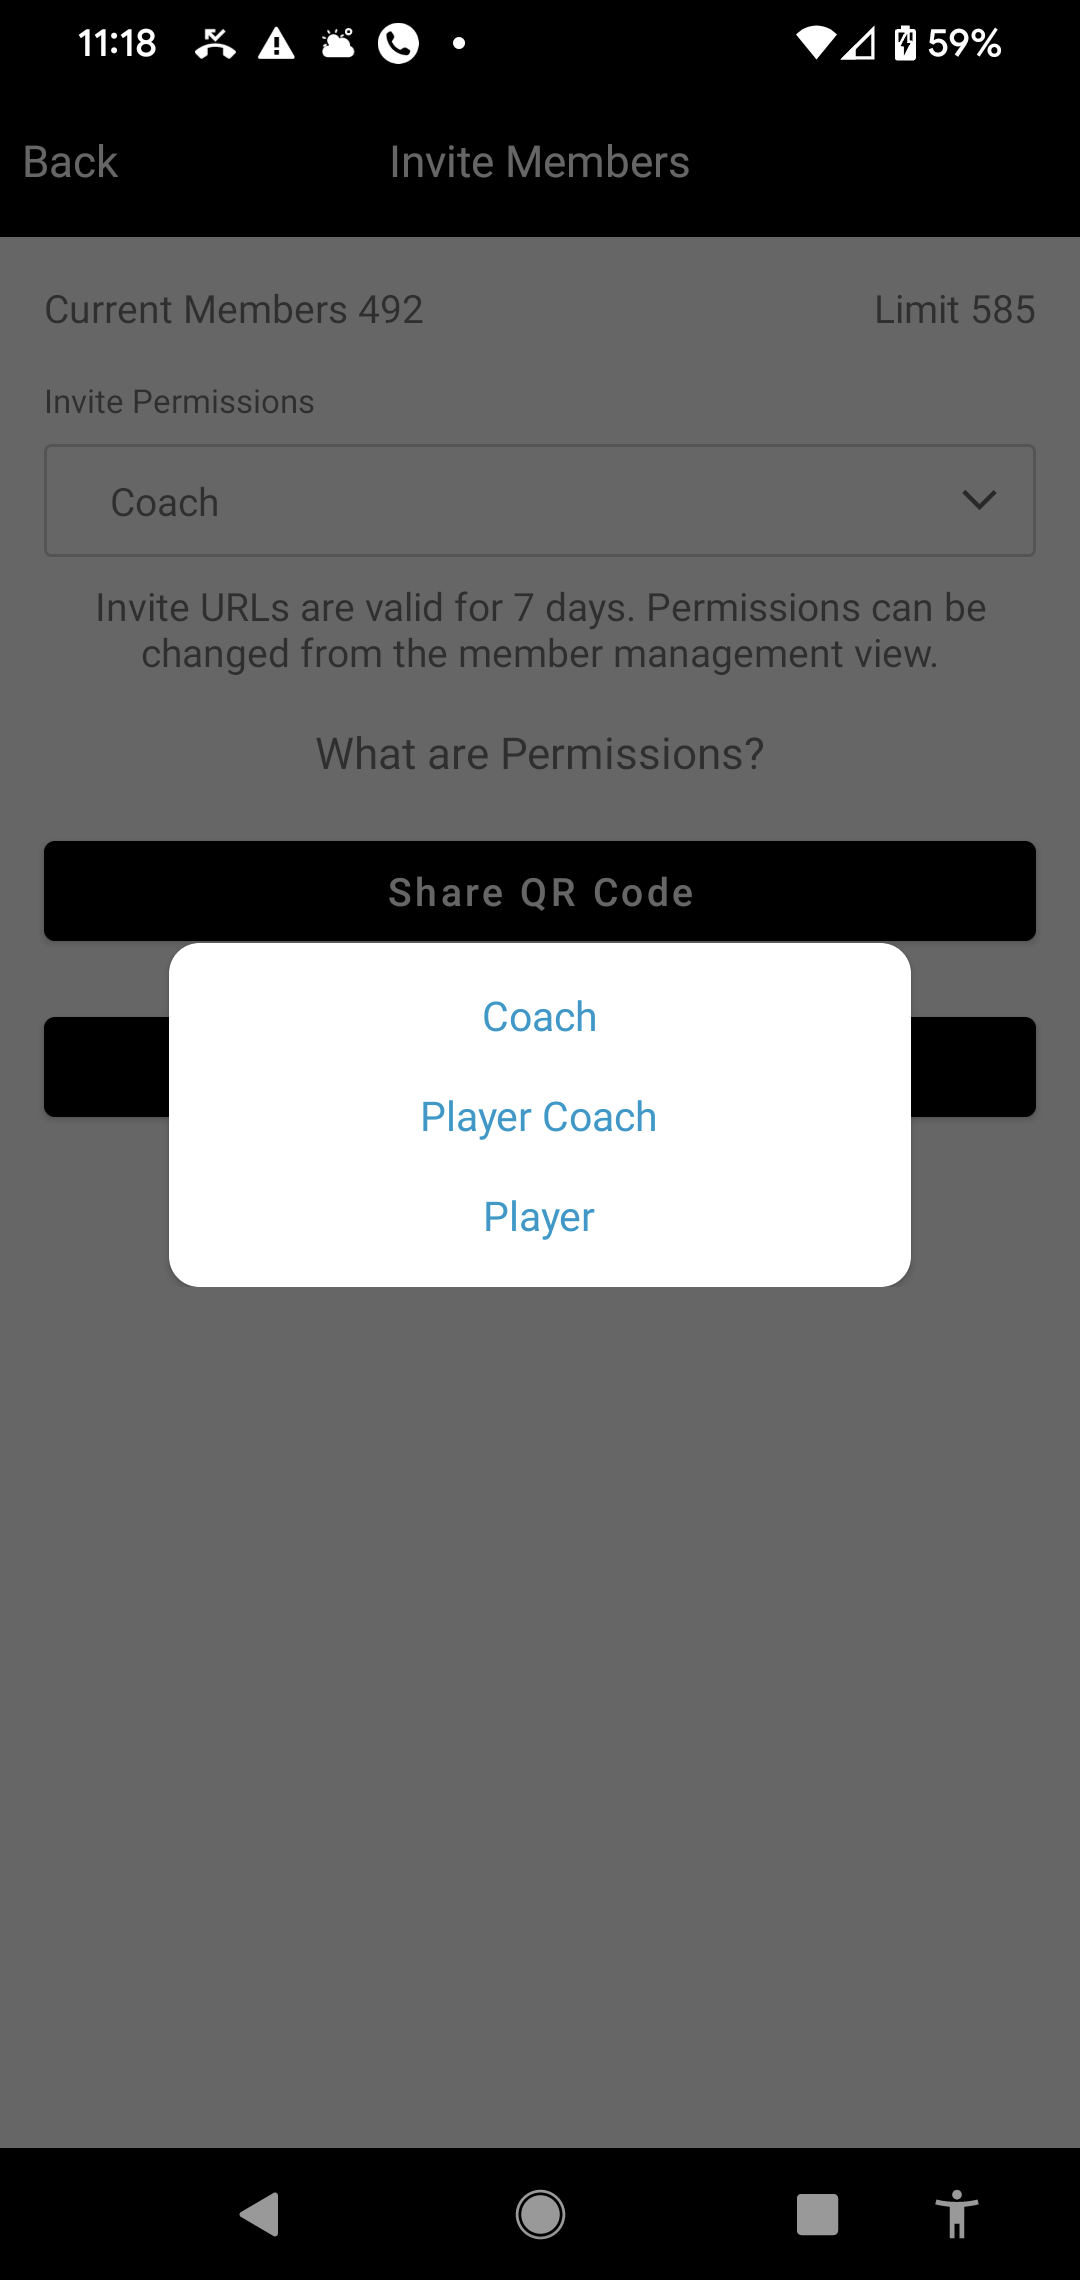 11:18
59%
Back
Invite Members
Current Members 492
Limit 585
Invite Permissions
Coach
Invite URLs are valid for 7 days. Permissions can be
changed from the member management view.
What are Permissions?
Share QR Code
Coach
Player Coach
Player